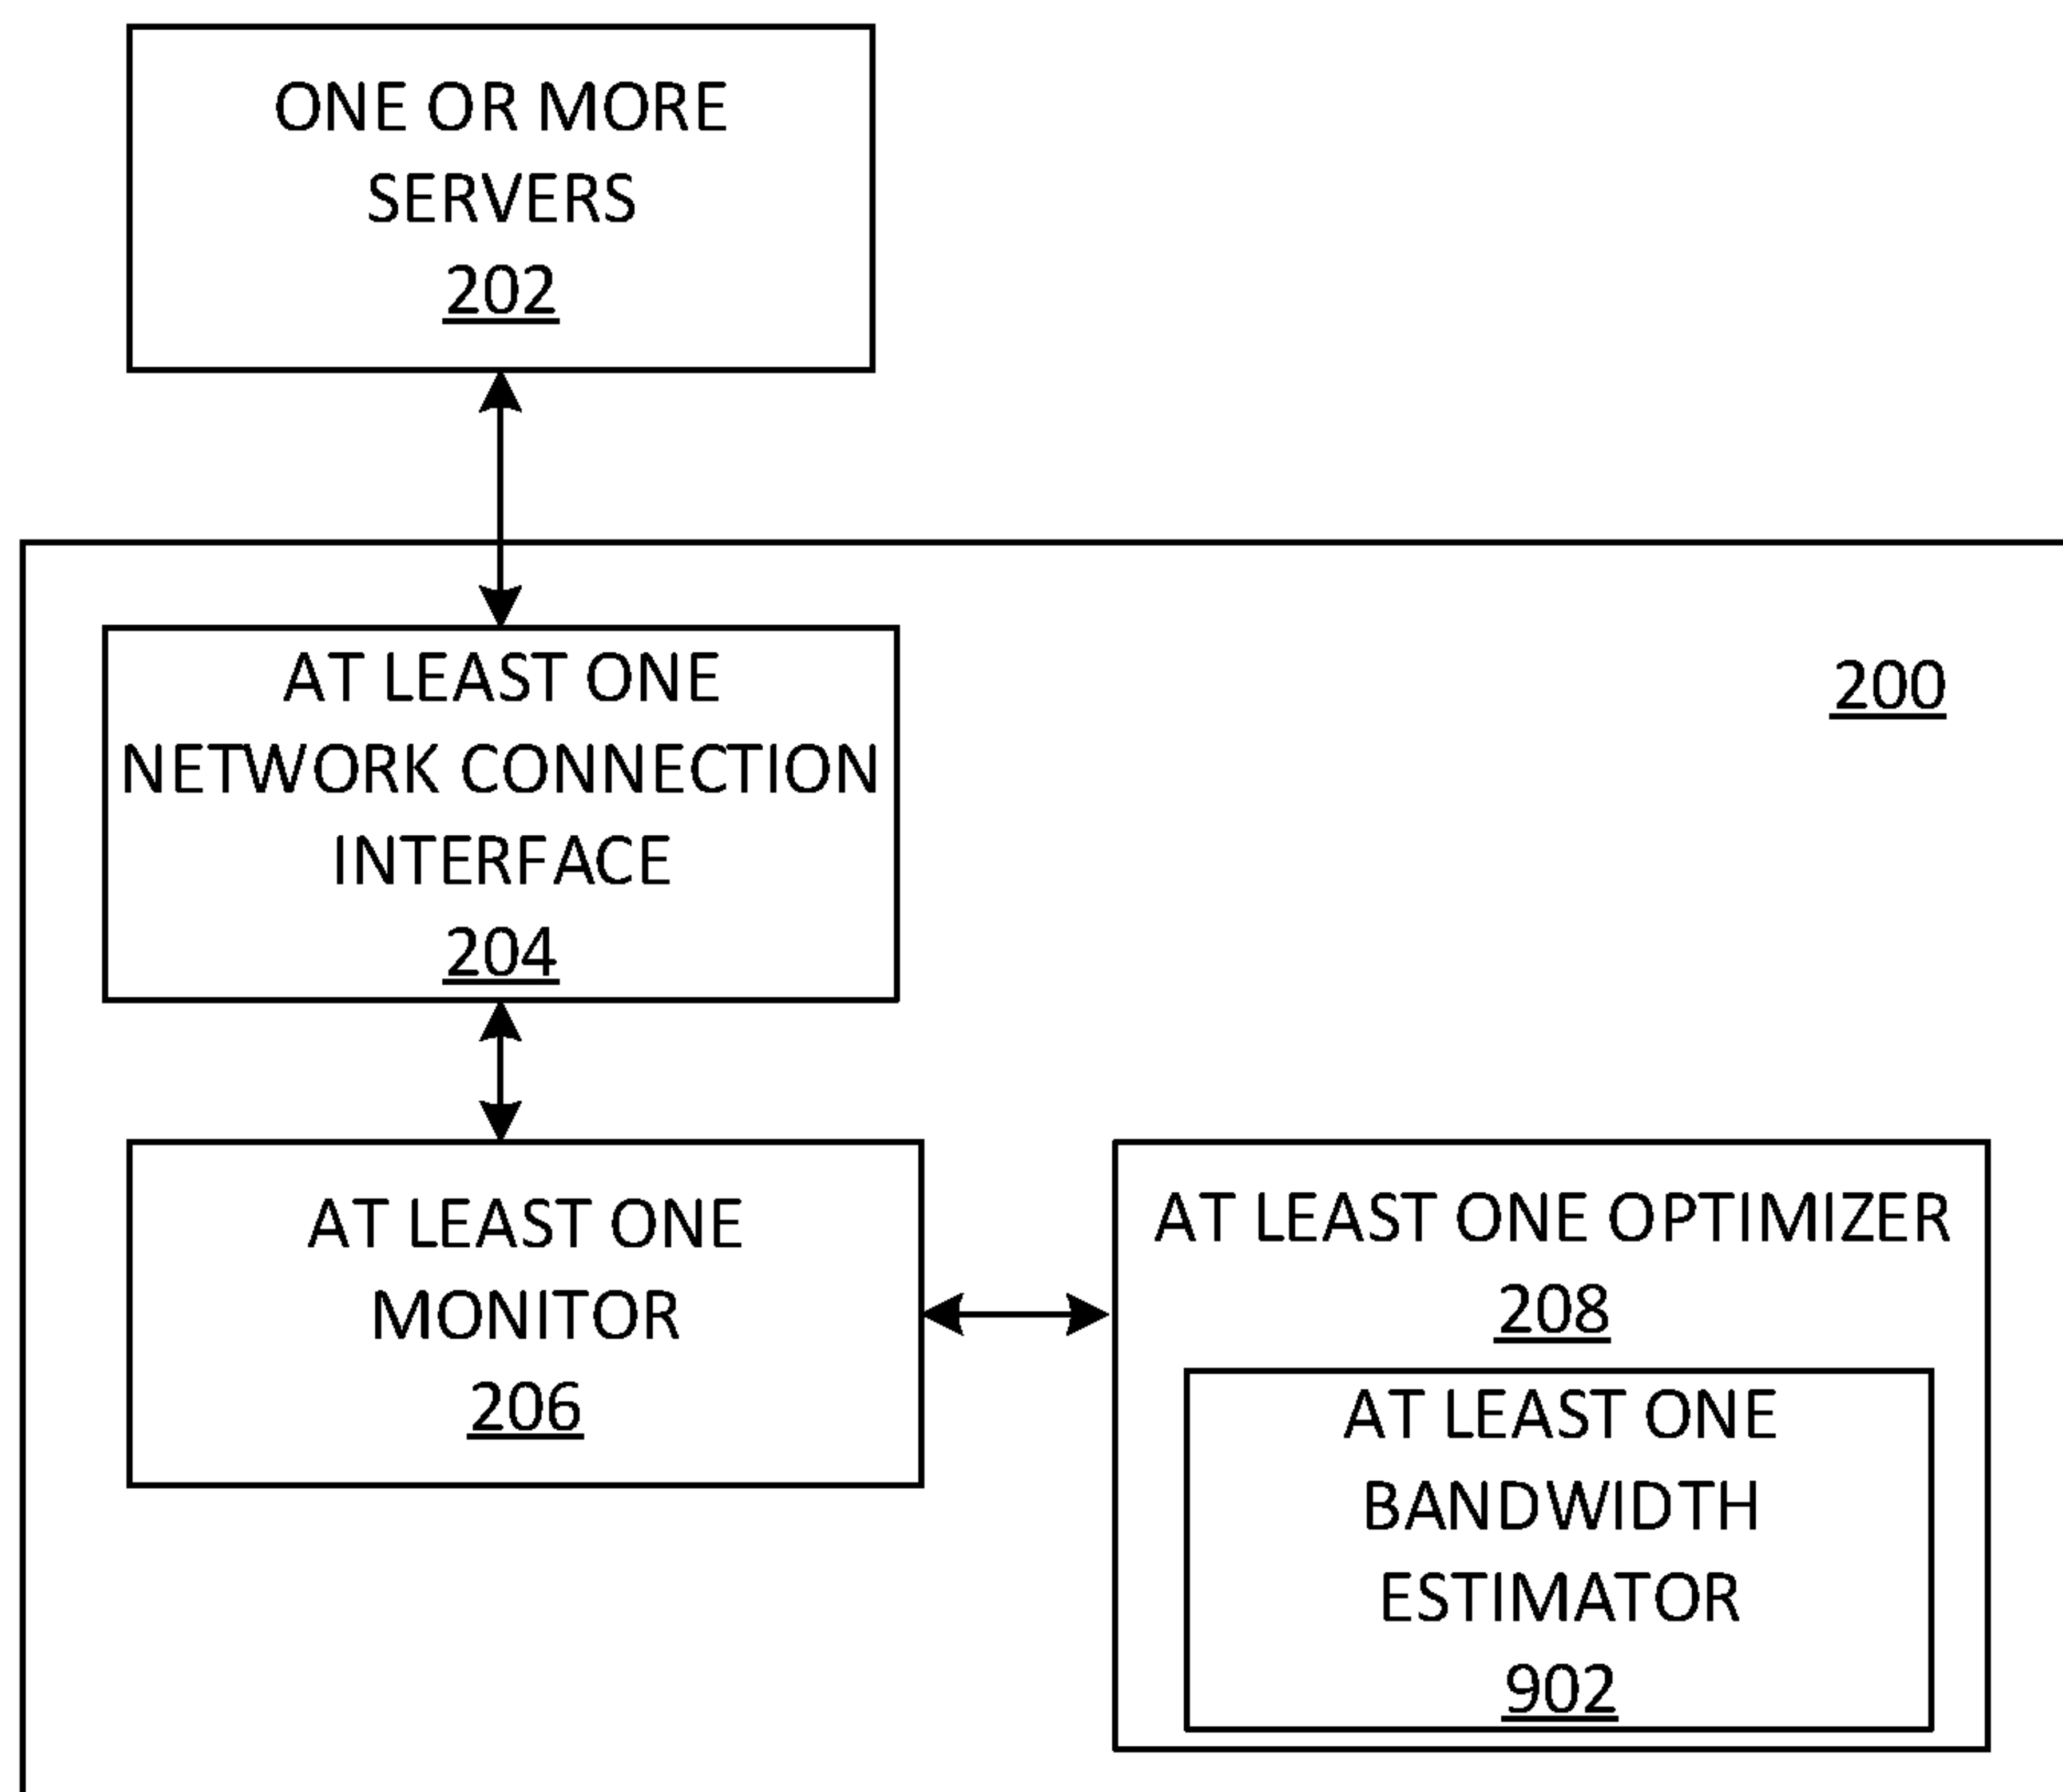 ONE OR MORE
SERVERS
202
AT LEAST ONE
NETWORK CONNECTION
INTERFACE
204
200
AT LEAST ONE
MONITOR
206
AT LEAST ONE OPTIMIZER
208
AT LEAST ONE
BANDWIDTH
ESTIMATOR
902